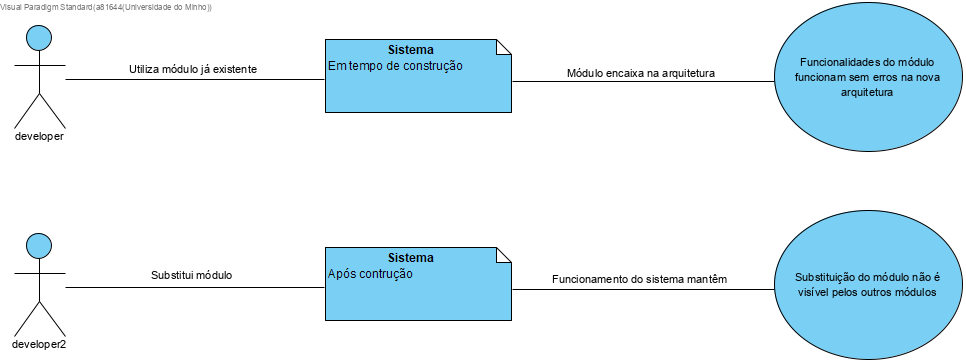 Visual Paradigm Standard(a81644(Universidade do Minho))
Sistema
Em tempo de construção
Utiliza módulo já existente
Módulo encaixa na arquitetura
Funcionalidades do módulo
funcionam sem erros na nova
arquitetura
developer
Sistema
Após contrução
Substitui módulo
Funcionamento do sistema mantêm
Substituição do módulo não é
visível pelos outros módulos
developer2